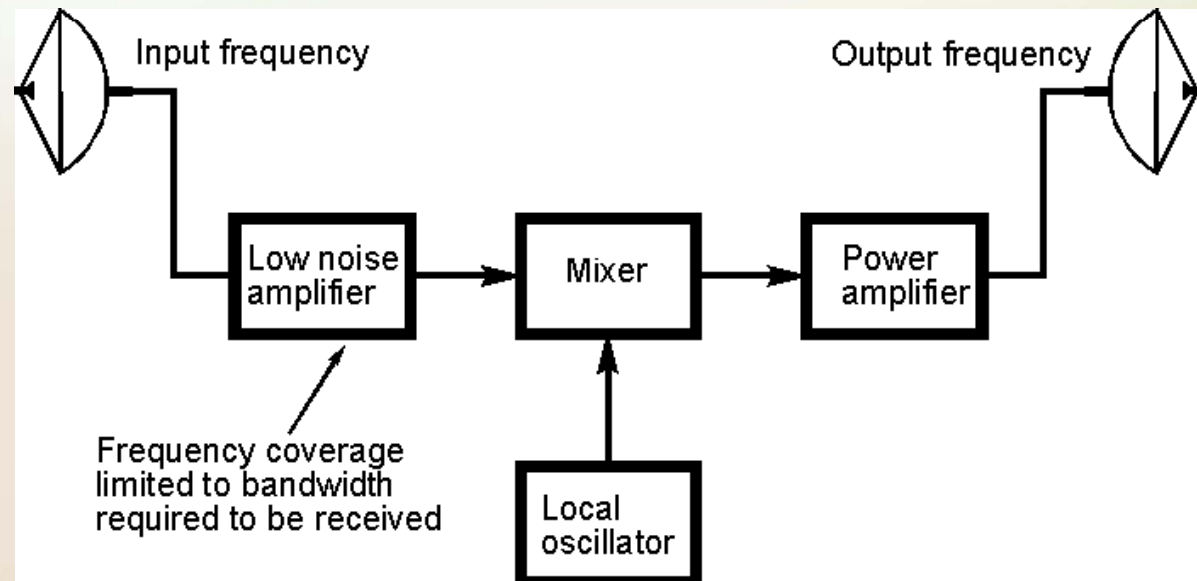 Input frequency
Output frequency
Low noise
amplifier
Mixer
Power
amplifier
Frequency coverage
limited to bandwidth
required to be received
Local
oscillator